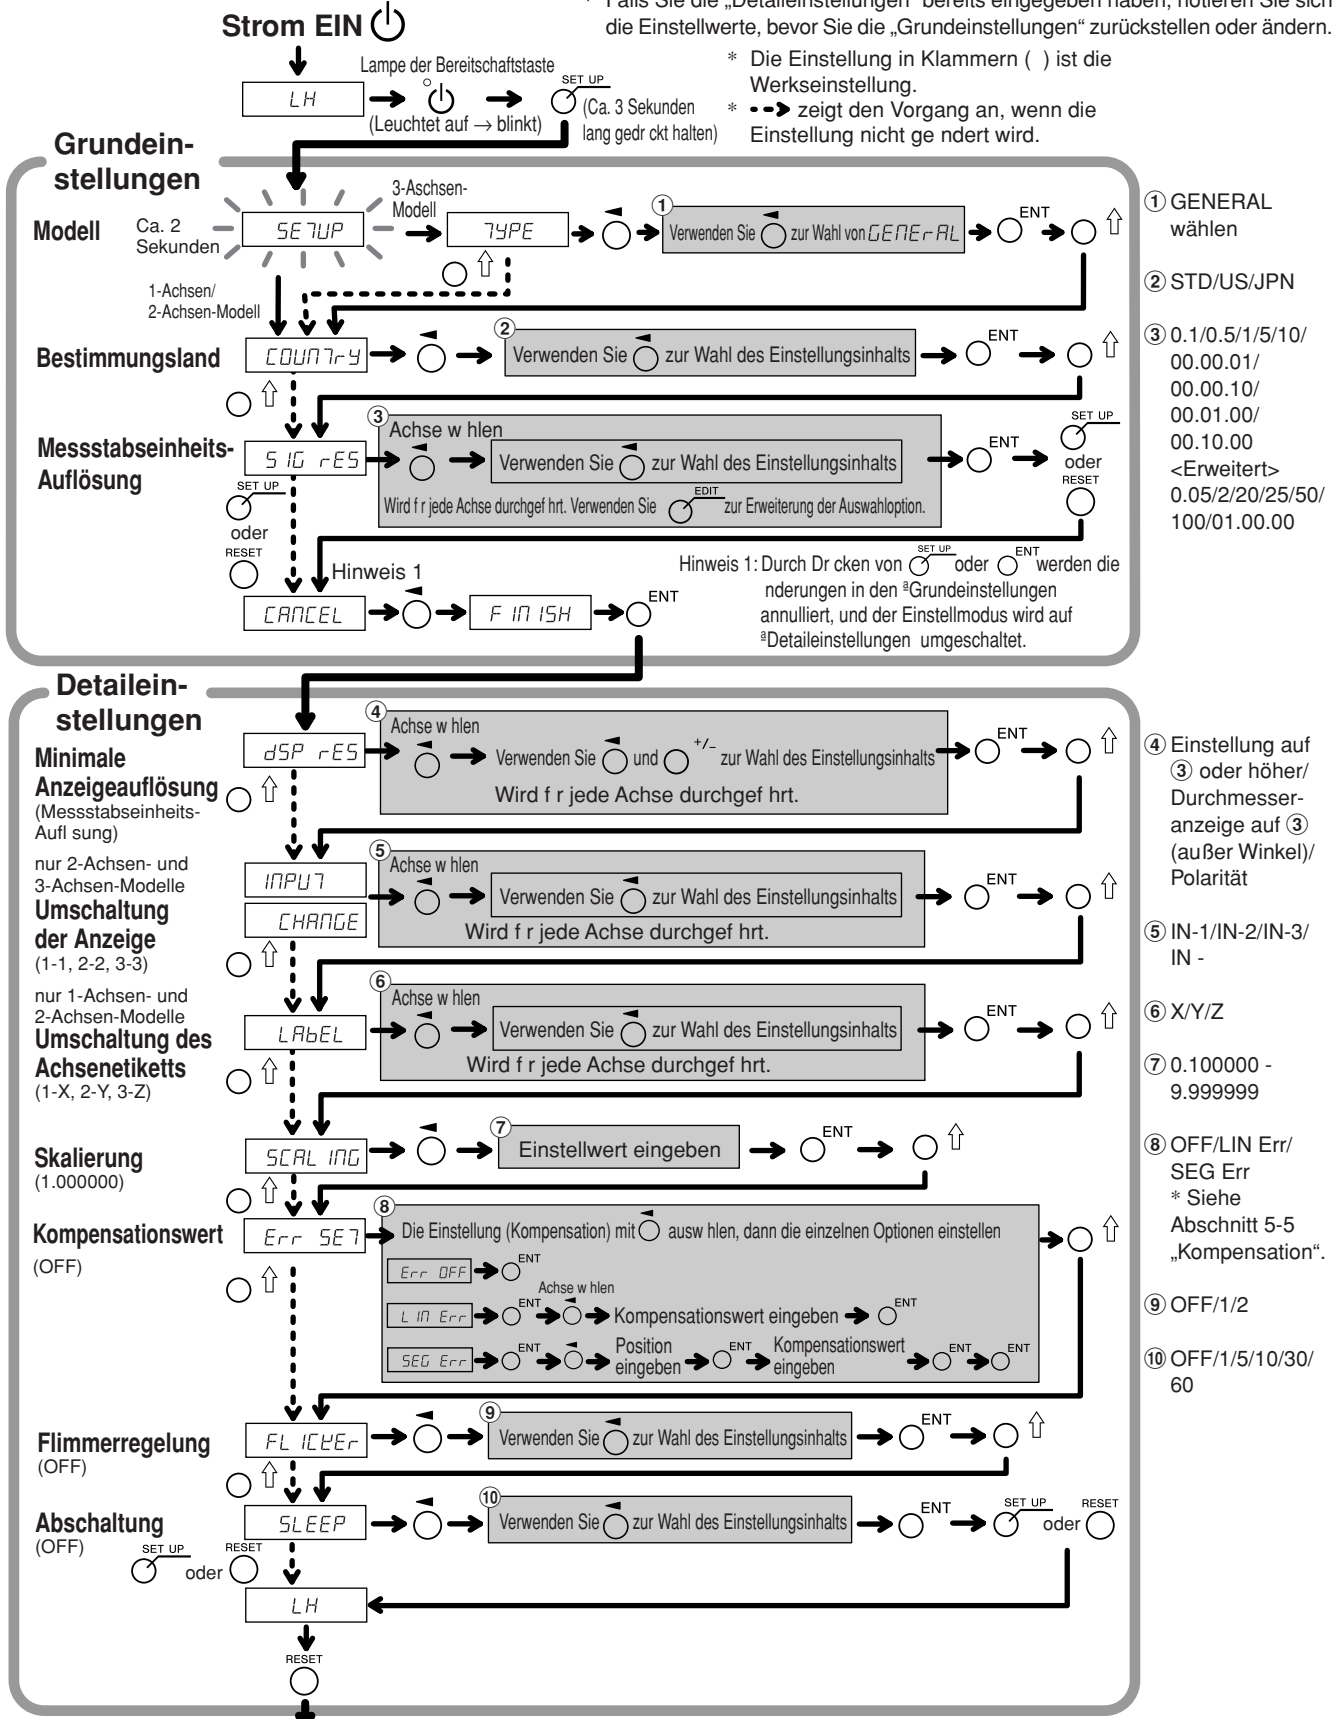 * Falls Sie die „Detaileinstellungen“ bereits eingegeben haben, notieren Sie sich
die Einstellwerte, bevor Sie die „Grundeinstellungen“ zurückstellen oder ändern.
Strom EIN
* Die Einstellung in Klammern ( ) ist die
Werkseinstellung.
* zeigt den Vorgang an, wenn die
Einstellung nicht ge ndert wird.
Lampe der Bereitschaftstaste
LH
SET UP
(Leuchtet auf → blinkt)
(Ca. 3 Sekunden
lang gedr ckt halten)
Grundein-
stellungen
Modell
Ca. 2
Sekunden
SETUP
3-Aschsen-
Modell
TYPE
① Verwenden Sie ◄ zur Wahl von GENErAL
ENT
① GENERAL
wählen
1-Achsen/
2-Achsen-Modell
Bestimmungsland
COUNTrY
② Verwenden Sie ◄ zur Wahl des Einstellungsinhalts
ENT
② STD/US/JPN
Messstabseinheits-
Auflösung
SIG rES
③ Achse w hlen
Verwenden Sie ◄ zur Wahl des Einstellungsinhalts
Wird f r jede Achse durchgef hrt. Verwenden Sie EDIT zur Erweiterung der Auswahloption.
ENT
SET UP
oder
RESET
③ 0.1/0.5/1/5/10/
00.00.01/
00.00.10/
00.01.00/
00.10.00
<Erweitert>
0.05/2/20/25/50/
100/01.00.00
SET UP
oder
RESET
Hinweis 1
CANCEL
FINISH
ENT
Hinweis 1: Durch Dr cken von SET UP oder ENT werden die
nderungen in den ªGrundeinstellungen
annulliert, und der Einstellmodus wird auf
ªDetaileinstellungen umgeschaltet.
Detailein-
stellungen
Minimale
Anzeigeauflösung
(Messstabseinheits-
Aufl sung)
dSP rES
④ Achse w hlen
Verwenden Sie ◄ und +/− zur Wahl des Einstellungsinhalts
Wird f r jede Achse durchgef hrt.
ENT
④ Einstellung auf
③ oder höher/
Durchmesser-
anzeige auf ③
(außer Winkel)/
Polarität
nur 2-Achsen- und
3-Achsen-Modelle
Umschaltung
der Anzeige
(1-1, 2-2, 3-3)
INPUT
CHANGE
⑤ Achse w hlen
Verwenden Sie ◄ zur Wahl des Einstellungsinhalts
Wird f r jede Achse durchgef hrt.
ENT
⑤ IN-1/IN-2/IN-3/
IN -
nur 1-Achsen- und
2-Achsen-Modelle
Umschaltung des
Achsenetiketts
(1-X, 2-Y, 3-Z)
LAbEL
⑥ Achse w hlen
Verwenden Sie ◄ zur Wahl des Einstellungsinhalts
Wird f r jede Achse durchgef hrt.
ENT
⑥ X/Y/Z
Skalierung
(1.000000)
SCALING
⑦ Einstellwert eingeben
ENT
⑦ 0.100000 -
9.999999
Kompensationswert
(OFF)
Err SET
⑧ Die Einstellung (Kompensation) mit ◄ ausw hlen, dann die einzelnen Optionen einstellen
Err OFF ENT
LIN Err ENT Achse w hlen Kompensationswert eingeben ENT
SEG Err ENT Position eingeben ENT Kompensationswert eingeben ENT ENT
⑧ OFF/LIN Err/
SEG Err
* Siehe
Abschnitt 5-5
„Kompensation“.
Flimmerregelung
(OFF)
FLICKEr
⑨ Verwenden Sie ◄ zur Wahl des Einstellungsinhalts
ENT
⑨ OFF/1/2
Abschaltung
(OFF)
SLEEP
⑩ Verwenden Sie ◄ zur Wahl des Einstellungsinhalts
ENT
SET UP oder RESET
⑩ OFF/1/5/10/30/
60
SET UP oder RESET
LH
RESET